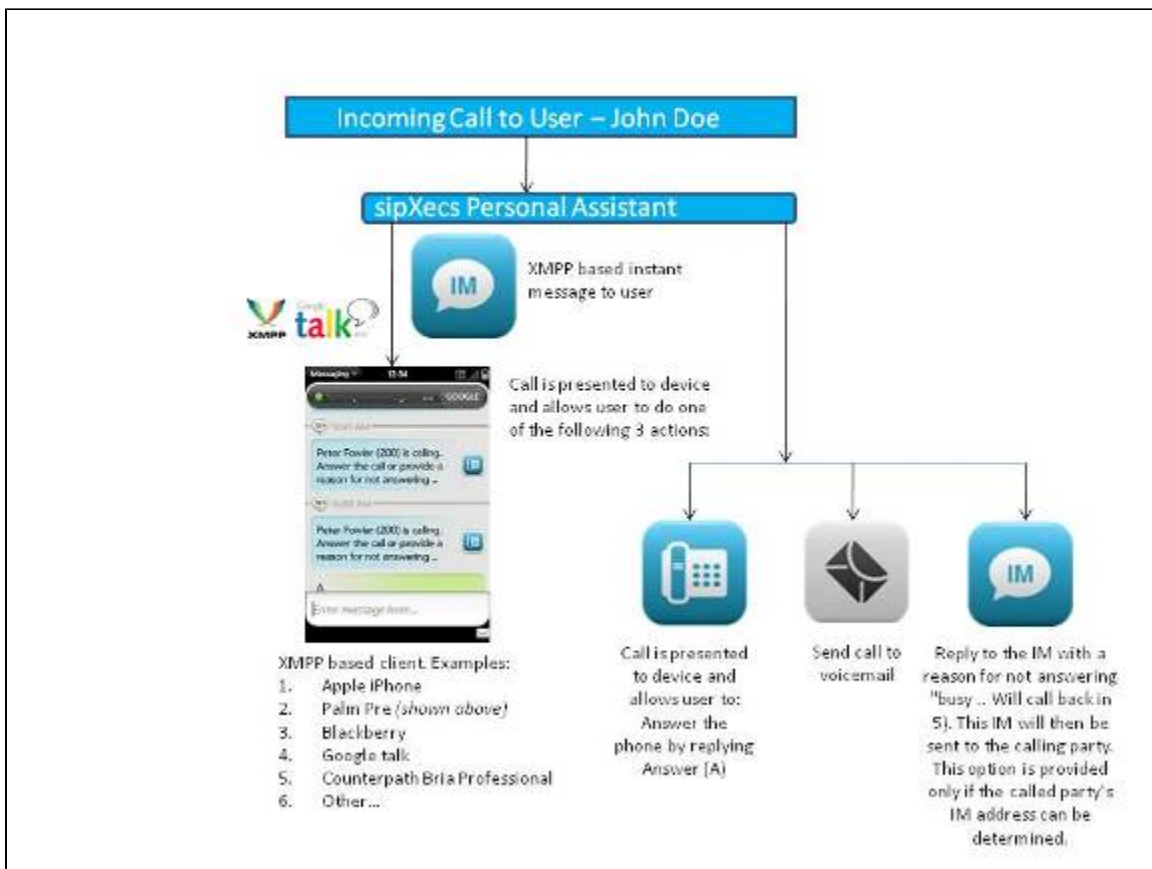 Incoming Call to User – John Doe
sipXecs Personal Assistant
IM
XMPP based instant
message to user
XMPP
Google
talk
Messaging
GOOGLE
Call is presented to device
and allows user to do one
of the following 3 actions:
Peter Fowler (200) is calling.
Answer the call or provide a
reason for not answering ..
Peter Fowler (200) is calling.
Answer the call or provide a
reason for not answering ..
A
Enter message here...
XMPP based client. Examples:
1. Apple iPhone
2. Palm Pre (shown above)
3. Blackberry
4. Google talk
5. Counterpath Bria Professional
6. Other...
Call is presented
to device and
allows user to:
Answer the
phone by replying
Answer (A)
Send call to
voicemail
IM
Reply to the IM with a
reason for not answering
"busy .. Will call back in
5). This IM will then be
sent to the calling party.
This option is provided
only if the called party's
IM address can be
determined.